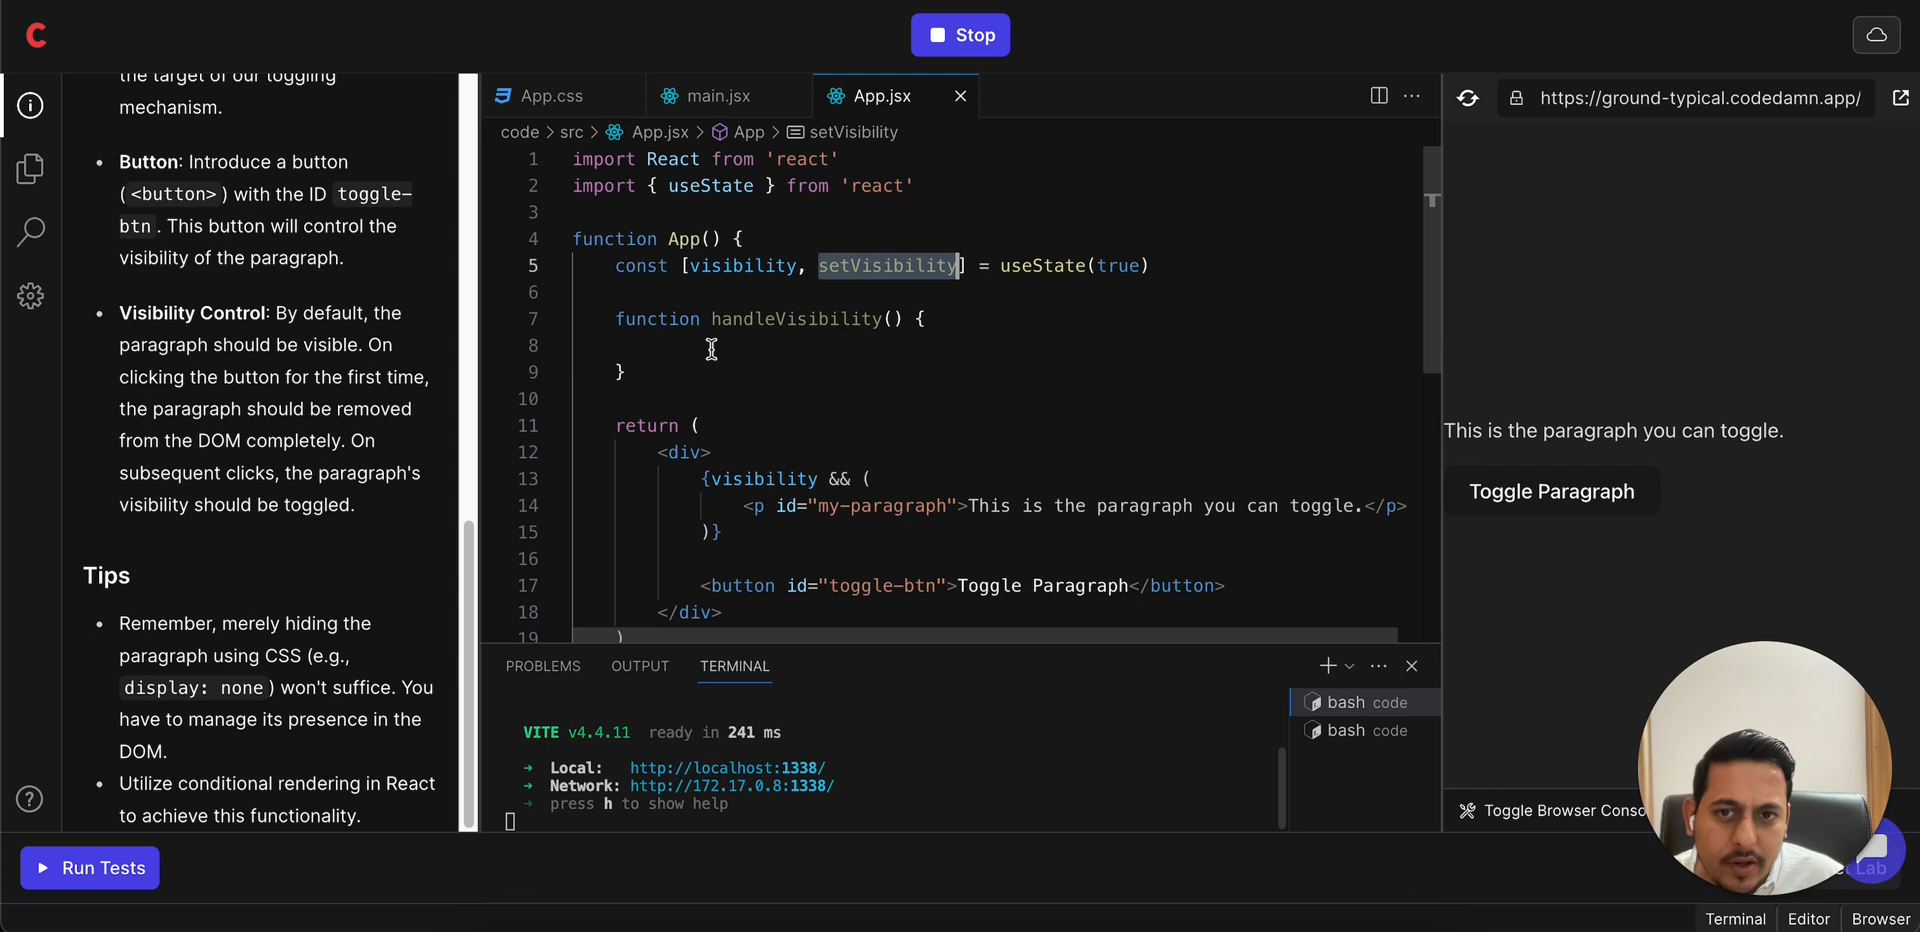 C
Stop
the target of our toggling
mechanism.
• Button: Introduce a button
(<button>) with the ID toggle-
btn. This button will control the
visibility of the paragraph.
• Visibility Control: By default, the
paragraph should be visible. On
clicking the button for the first time,
the paragraph should be removed
from the DOM completely. On
subsequent clicks, the paragraph's
visibility should be toggled.
Tips
• Remember, merely hiding the
paragraph using CSS (e.g.,
display: none) won't suffice. You
have to manage its presence in the
DOM.
• Utilize conditional rendering in React
to achieve this functionality.
Run Tests
App.css
main.jsx
App.jsx
code > src > App.jsx > App > setVisibility
1 import React from 'react'
2 import { useState } from 'react'
3
4 function App() {
5 const [visibility, setVisibility] = useState(true)
6
7 function handleVisibility() {
8
9 }
10
11 return (
12 <div>
13 {visibility && (
14 <p id="my-paragraph">This is the paragraph you can toggle.</p>
15 )}
16
17 <button id="toggle-btn">Toggle Paragraph</button>
18 </div>
19 )
PROBLEMS OUTPUT TERMINAL
VITE v4.4.11 ready in 241 ms
➜ Local: http://localhost:1338/
➜ Network: http://172.17.0.8:1338/
➜ press h to show help
bash code
bash code
https://ground-typical.codedamn.app/
This is the paragraph you can toggle.
Toggle Paragraph
Toggle Browser Conso
Lab
Terminal Editor Browser